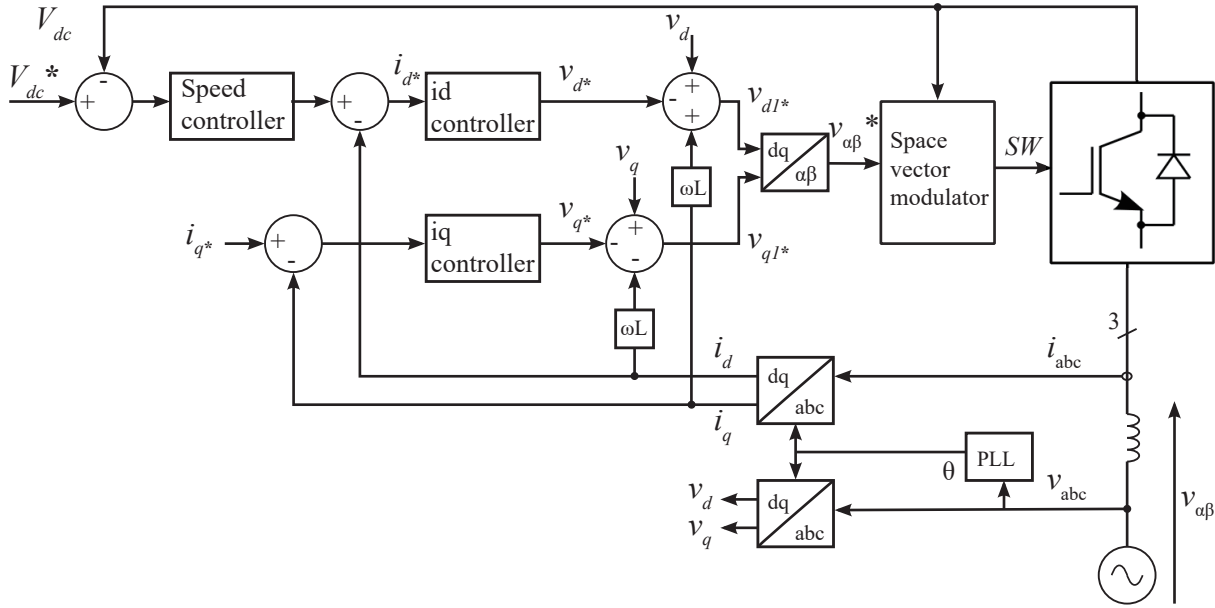 V_dc
V_dc*
-
+
Speed
controller
+
-
i_d*
id
controller
v_d*
v_d
-
+
+
v_d1*
dq
αβ
v_αβ*
Space
vector
modulator
SW
ωL
v_q
i_q*
+
-
iq
controller
v_q*
+
-
-
v_q1*
ωL
3
i_d
dq
abc
i_abc
i_q
θ
PLL
v_d
dq
abc
v_abc
v_q
v_αβ